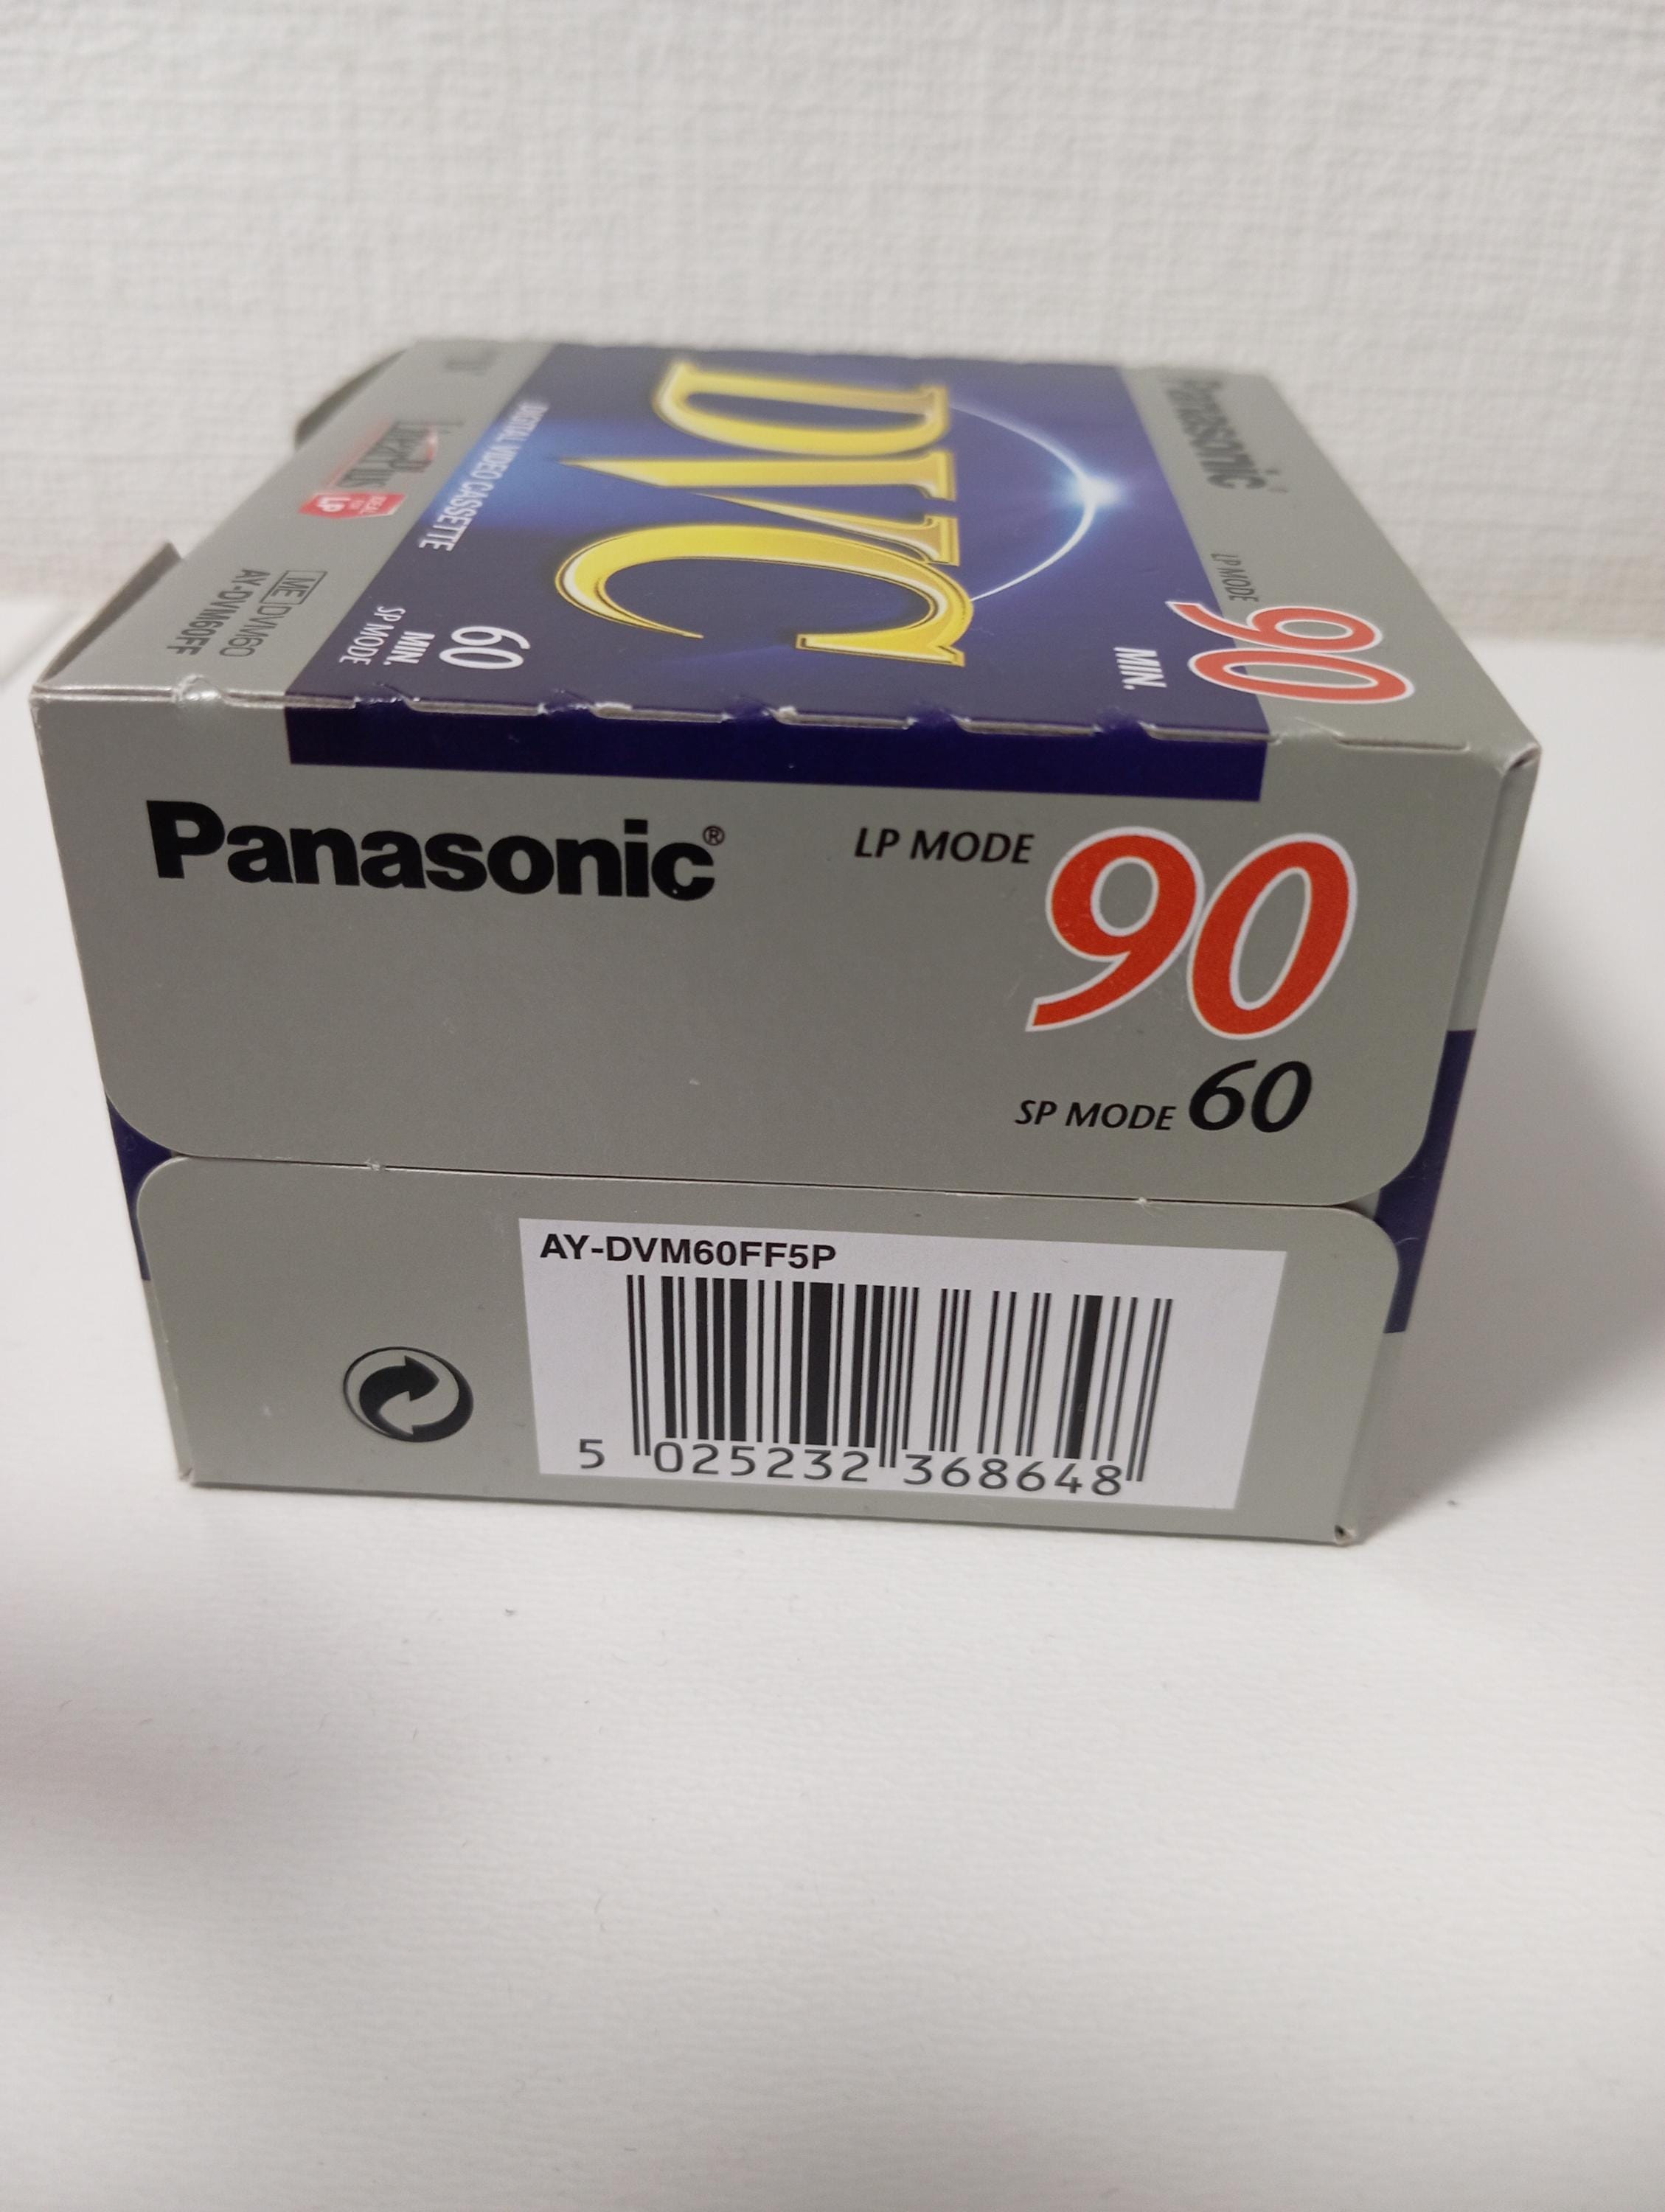 Panasonic
LP MODE 90
MIN.
DVC
DIGITAL VIDEO CASSETTE
60
MIN.
SP MODE
LP
ME DVM60
AY-DVM60FF
Panasonic®
LP MODE 90
SP MODE 60
AY-DVM60FF5P
5 025232 368648